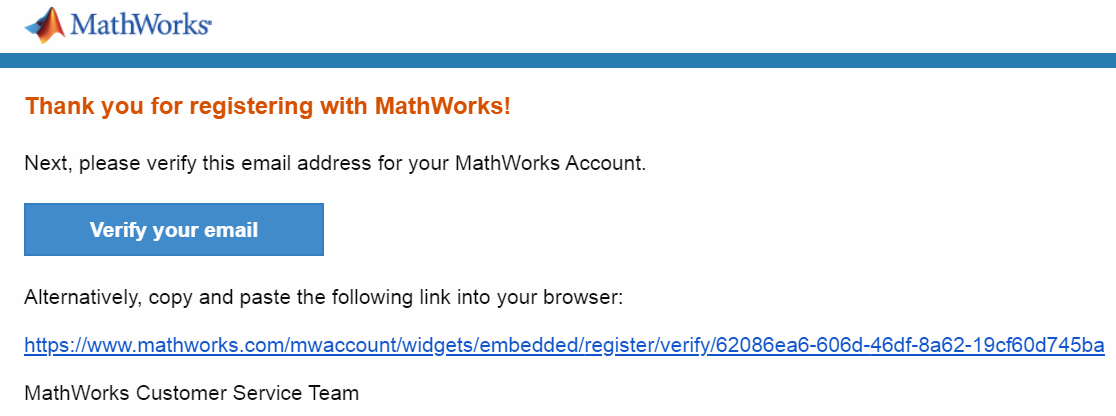 MathWorks®
Thank you for registering with MathWorks!
Next, please verify this email address for your MathWorks Account.
Verify your email
Alternatively, copy and paste the following link into your browser:
https://www.mathworks.com/mwaccount/widgets/embedded/register/verify/62086ea6-606d-46df-8a62-19cf60d745ba
MathWorks Customer Service Team